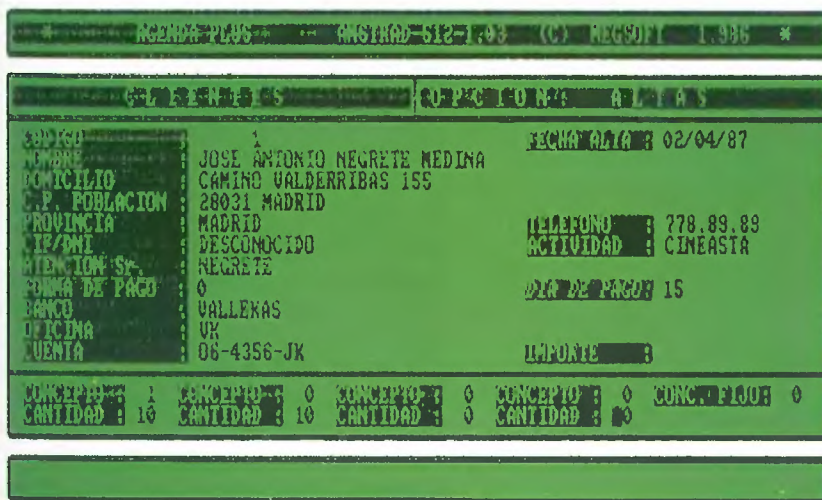 * AGENDA PLUS -- AMSTRAD-512-1.03 (C) MEGSOFT 1.986 *
CLIENTES OPCION: ALTAS
CODIGO : 1 FECHA ALTA : 02/04/87
NOMBRE : JOSE ANTONIO NEGRETE MEDINA
DOMICILIO : CAMINO VALDERRIBAS 155
C.P. POBLACION : 28031 MADRID
PROVINCIA : MADRID TELEFONO : 778.89.89
CIF/DNI : DESCONOCIDO ACTIVIDAD : CINEASTA
ATENCION Sr. : NEGRETE
FORMA DE PAGO : 0 DIA DE PAGO: 15
BANCO : VALLEKAS
OFICINA : VK
CUENTA : 06-4356-JK IMPORTE :
CONCEPTO : 1 CONCEPTO : 0 CONCEPTO : 0 CONCEPTO : 0 CONC. FIJO: 0
CANTIDAD : 10 CANTIDAD : 10 CANTIDAD : 0 CANTIDAD : 0